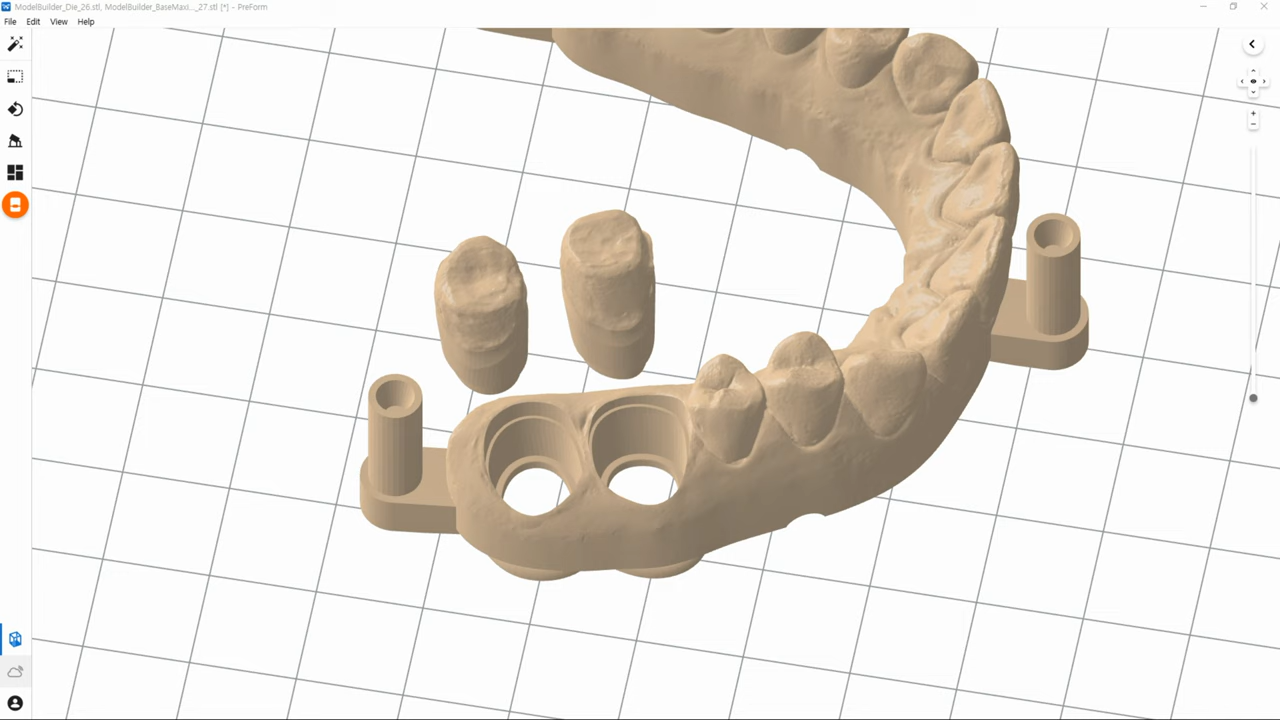 ModelBuilder_Die_26.stl, ModelBuilder_BaseMaxi..._27.stl [*] - PreForm
File Edit View Help